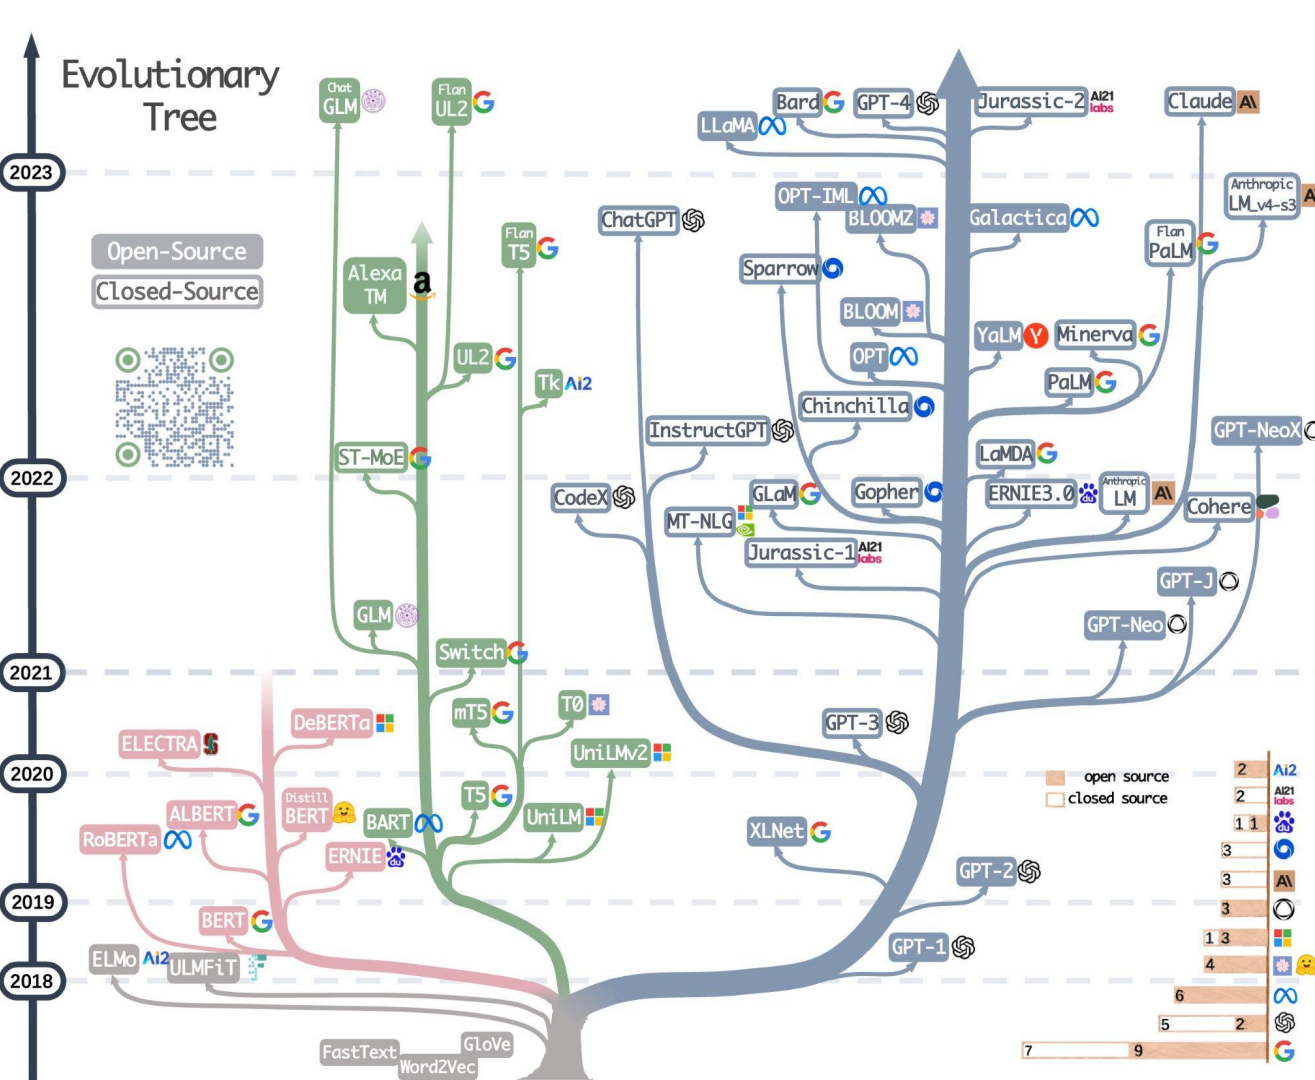 Evolutionary
Tree
Chat
GLM
Flan
UL2
Bard
GPT-4
Jurassic-2
AI21
labs
Claude
A\
LLaMA
2023
Anthropic
LM_v4-s3
A
OPT-IML
BLOOMZ
Galactica
ChatGPT
Flan
T5
Flan
PaLM
Open-Source
Closed-Source
Alexa
TM
a
Sparrow
BLOOM
YaLM
Y
Minerva
UL2
OPT
Tk
Ai2
PaLM
Chinchilla
InstructGPT
GPT-NeoX
ST-MoE
LaMDA
2022
CodeX
GLaM
Gopher
ERNIE3.0
du
Anthropic
LM
A\
Cohere
MT-NLG
Jurassic-1
AI21
labs
GPT-J
GLM
GPT-Neo
Switch
2021
mT5
T0
DeBERTa
GPT-3
ELECTRA
S
UniLMv2
2020
open source
closed source
2
Ai2
2
AI21
labs
T5
Distill
BERT
ALBERT
BART
UniLM
1 1
du
RoBERTa
XLNet
ERNIE
du
3
GPT-2
3
A\
2019
3
BERT
GPT-1
1 3
ELMo
Ai2
ULMFiT
4
2018
6
5 2
FastText
GloVe
Word2Vec
7 9